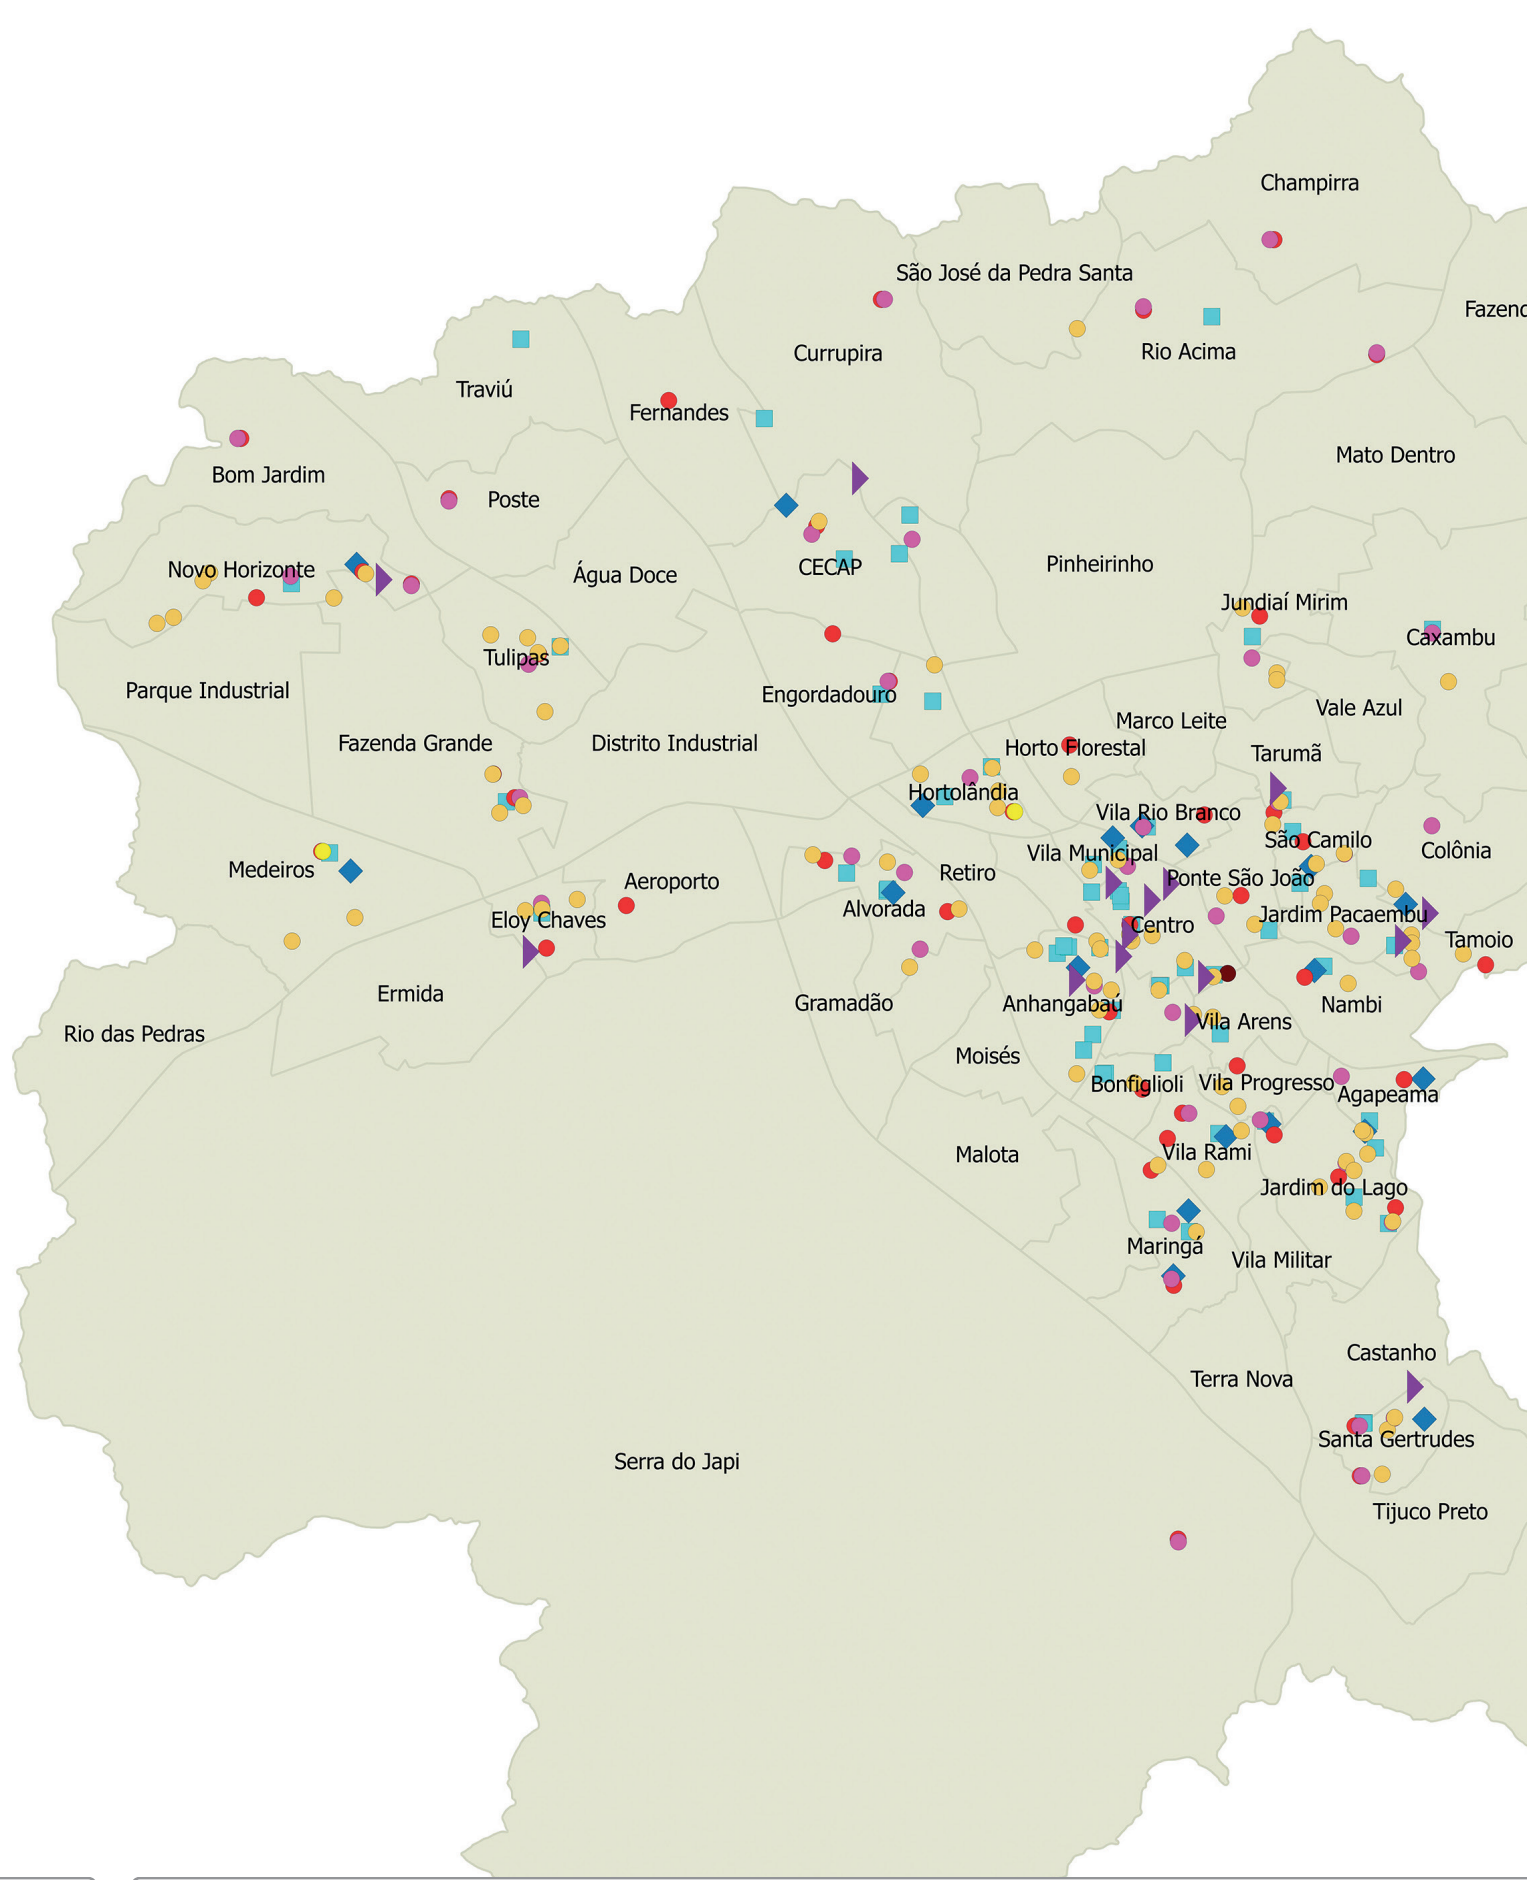 Champirra
São José da Pedra Santa
Fazend
Currupira
Rio Acima
Traviú
Fernandes
Mato Dentro
Bom Jardim
Poste
Pinheirinho
CECAP
Novo Horizonte
Água Doce
Jundiaí Mirim
Caxambu
Tulipas
Parque Industrial
Engordadouro
Vale Azul
Marco Leite
Fazenda Grande
Distrito Industrial
Horto Florestal
Tarumã
Hortolândia
Vila Rio Branco
São Camilo
Colônia
Vila Municipal
Medeiros
Retiro
Ponte São João
Aeroporto
Alvorada
Jardim Pacaembu
Eloy Chaves
Centro
Tamoio
Ermida
Gramadão
Anhangabaú
Nambi
Vila Arens
Rio das Pedras
Moisés
Bonfiglioli
Vila Progresso
Agapeama
Malota
Vila Rami
Jardim do Lago
Maringá
Vila Militar
Castanho
Terra Nova
Santa Gertrudes
Serra do Japi
Tijuco Preto